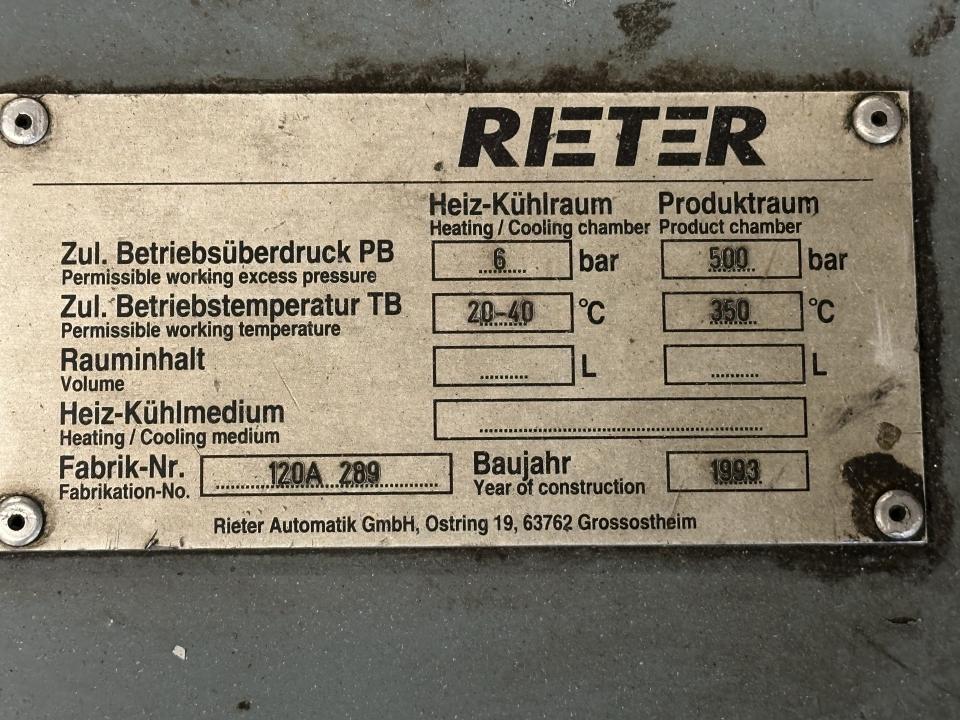 RIETER
Heiz-Kühlraum Produktraum
Heating / Cooling chamber Product chamber
Zul. Betriebsüberdruck PB 6 bar 500 bar
Permissible working excess pressure
Zul. Betriebstemperatur TB 20-40 °C 350 °C
Permissible working temperature
Rauminhalt L L
Volume
Heiz-Kühlmedium
Heating / Cooling medium
Fabrik-Nr. 120A 289 Baujahr 1993
Fabrikation-No. Year of construction
Rieter Automatik GmbH, Ostring 19, 63762 Grossostheim